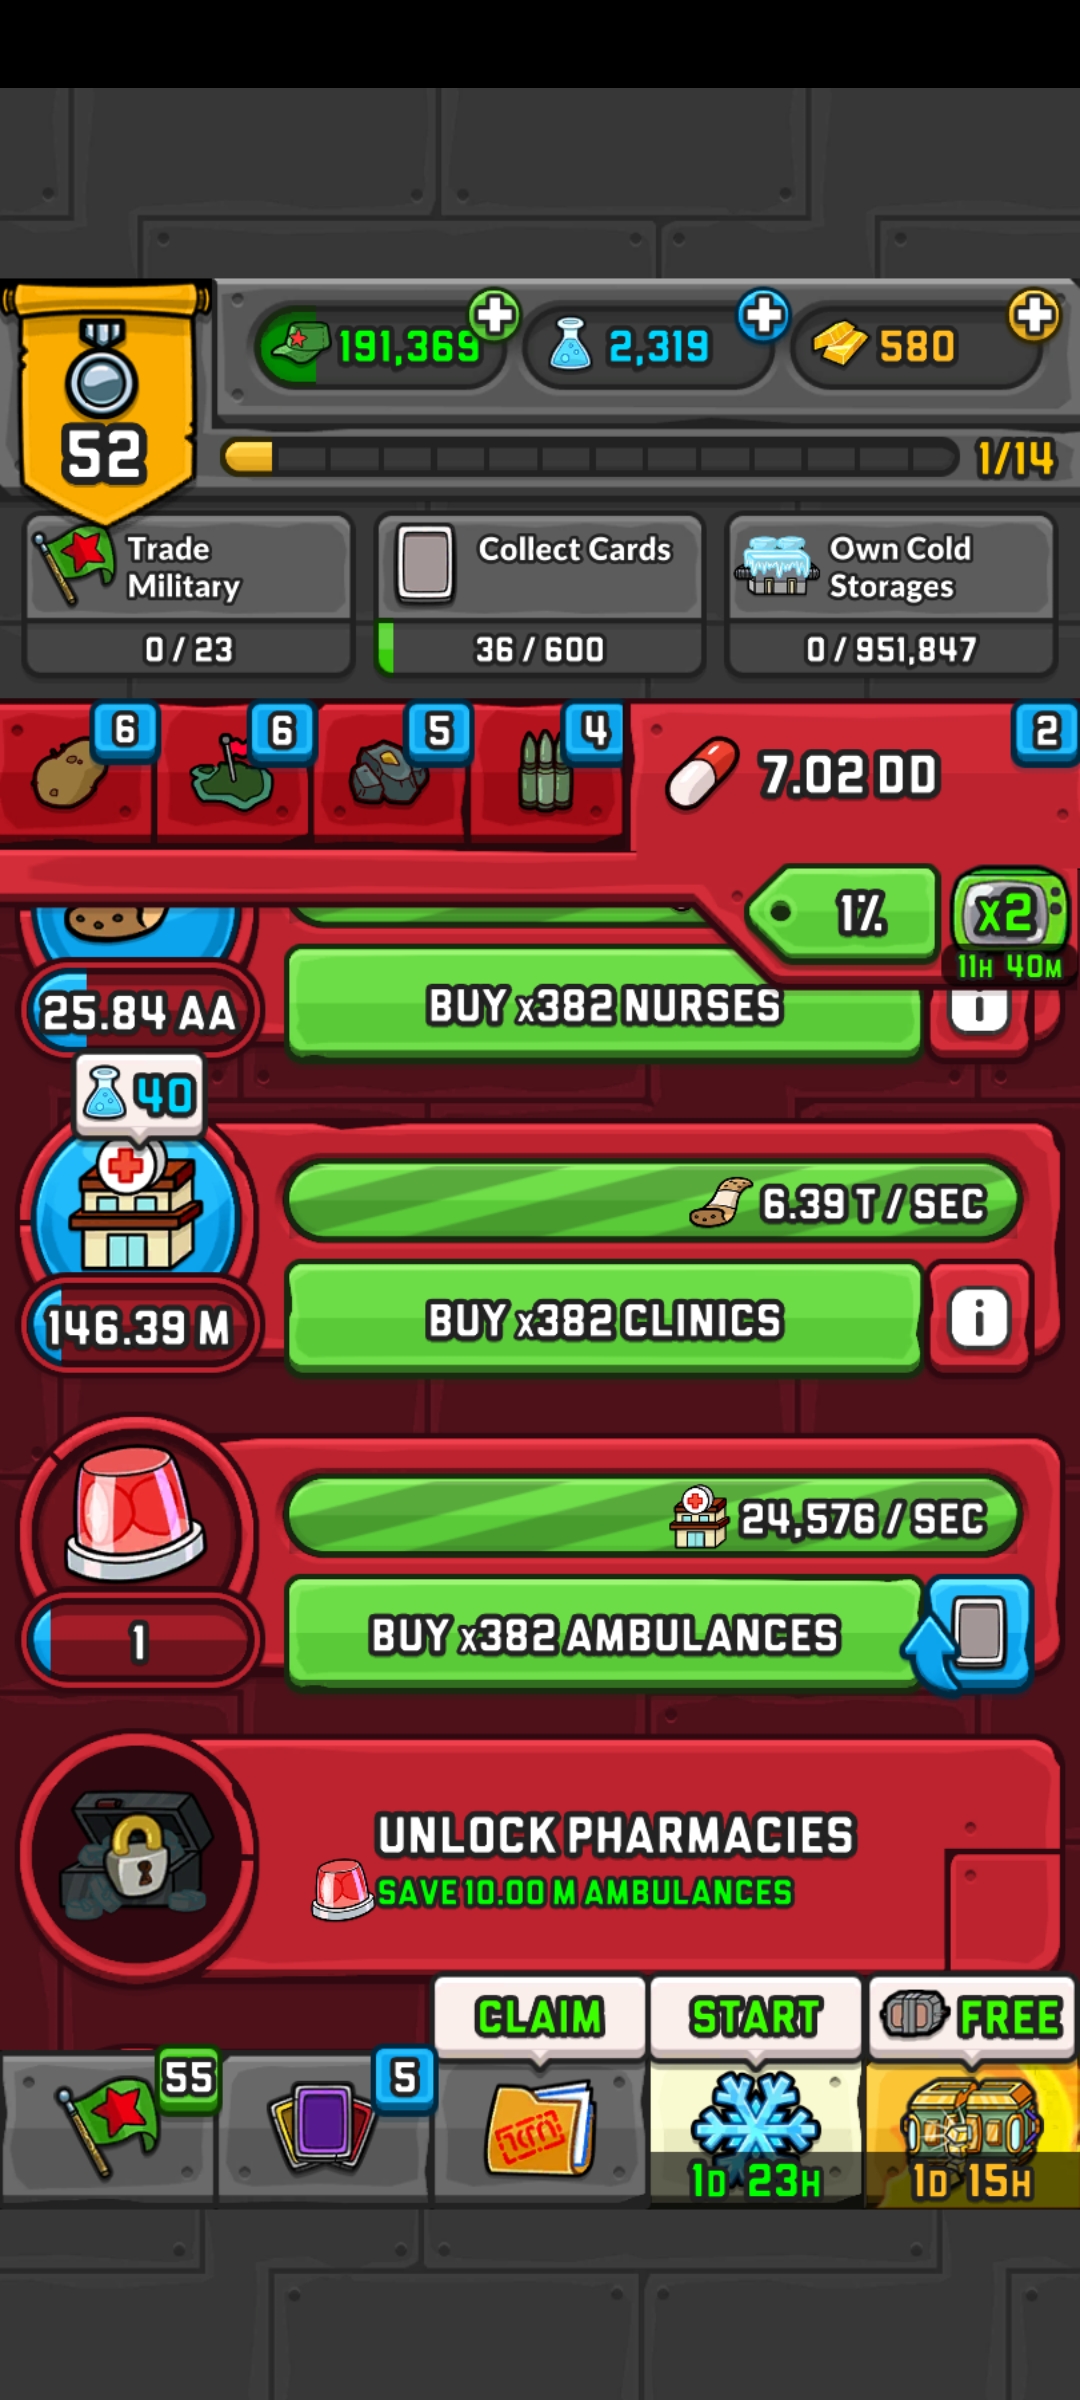 191,369
2,319
580
52
1/14
Trade
Military
0 / 23
Collect Cards
36 / 600
Own Cold
Storages
0 / 951,847
6
6
5
4
2
7.02 DD
1%
x2
11H 40M
25.84 AA
BUY x382 NURSES
i
40
6.39 T / SEC
146.39 M
BUY x382 CLINICS
i
24,576 / SEC
1
BUY x382 AMBULANCES
UNLOCK PHARMACIES
SAVE 10.00 M AMBULANCES
CLAIM
START
FREE
55
5
1D 23H
1D 15H